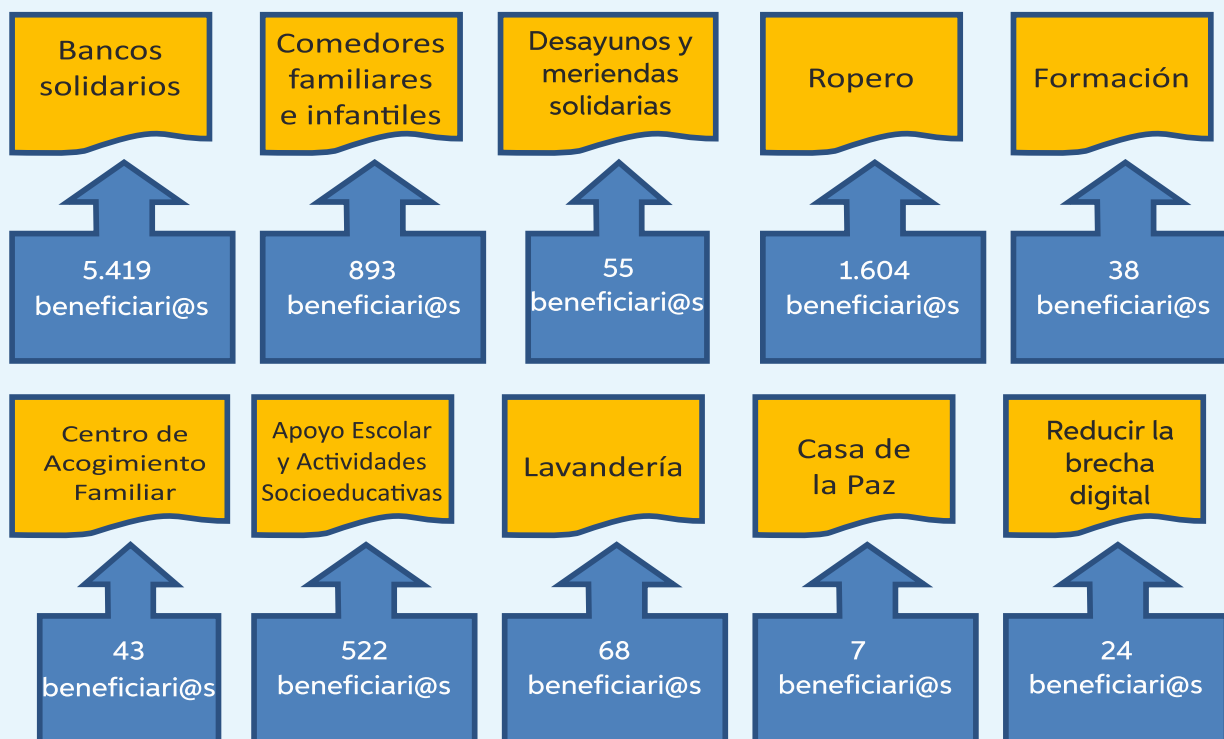 Bancos
solidarios
Comedores
familiares
e infantiles
Desayunos y
meriendas
solidarias
Ropero
Formación
5.419
beneficiari@s
893
beneficiari@s
55
beneficiari@s
1.604
beneficiari@s
38
beneficiari@s
Centro de
Acogimiento
Familiar
Apoyo Escolar
y Actividades
Socioeducativas
Lavandería
Casa de
la Paz
Reducir la
brecha
digital
43
beneficiari@s
522
beneficiari@s
68
beneficiari@s
7
beneficiari@s
24
beneficiari@s